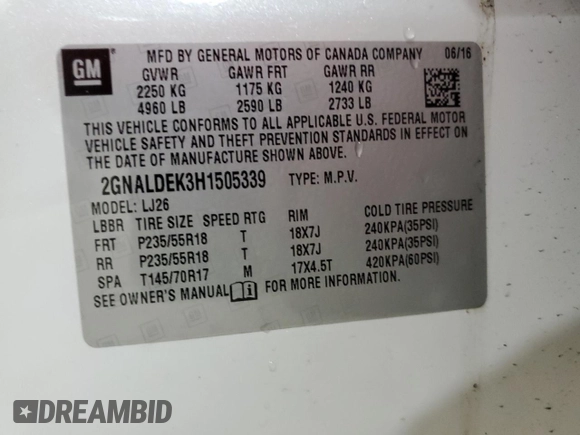 GM
MFD BY GENERAL MOTORS OF CANADA COMPANY 06/16
GVWR GAWR FRT GAWR RR
2250 KG 1175 KG 1240 KG
4960 LB 2590 LB 2733 LB
THIS VEHICLE CONFORMS TO ALL APPLICABLE U.S. FEDERAL MOTOR
VEHICLE SAFETY AND THEFT PREVENTION STANDARDS IN EFFECT ON
THE DATE OF MANUFACTURE SHOWN ABOVE.
2GNALDEK3H1505339 TYPE: M.P.V.
MODEL: LJ26
LBBR TIRE SIZE SPEED RTG RIM COLD TIRE PRESSURE
FRT P235/55R18 T 18X7J 240KPA(35PSI)
RR P235/55R18 T 18X7J 240KPA(35PSI)
SPA T145/70R17 M 17X4.5T 420KPA(60PSI)
SEE OWNER'S MANUAL FOR MORE INFORMATION.
DREAMBID